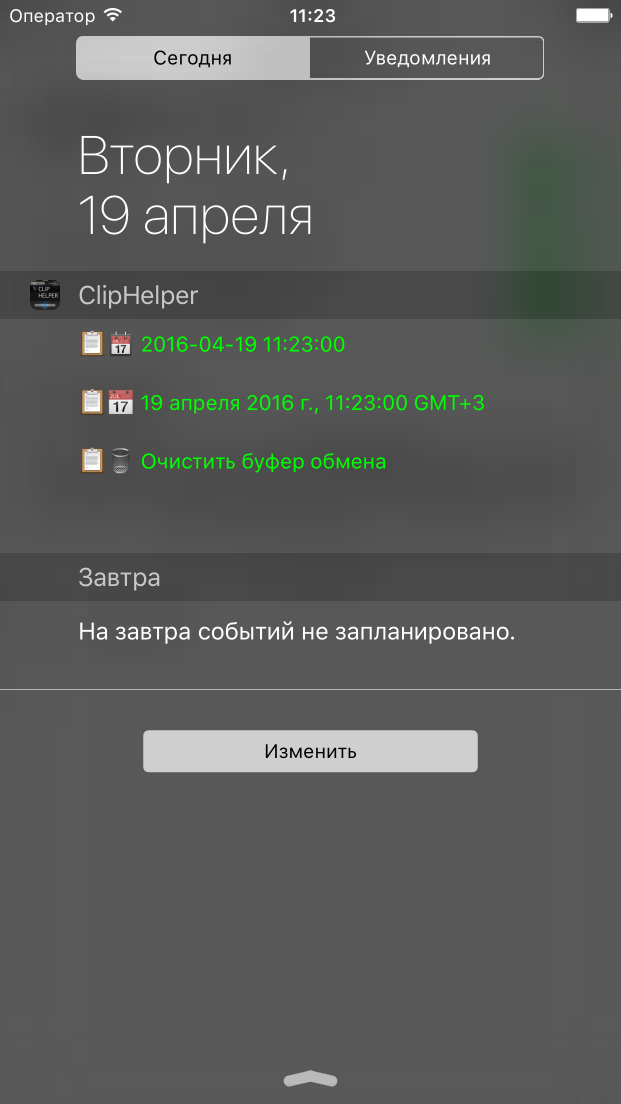 Оператор 11:23
Сегодня Уведомления
Вторник,
19 апреля
CLIP
HELPER
ClipHelper
2016-04-19 11:23:00
19 апреля 2016 г., 11:23:00 GMT+3
Очистить буфер обмена
Завтра
На завтра событий не запланировано.
Изменить